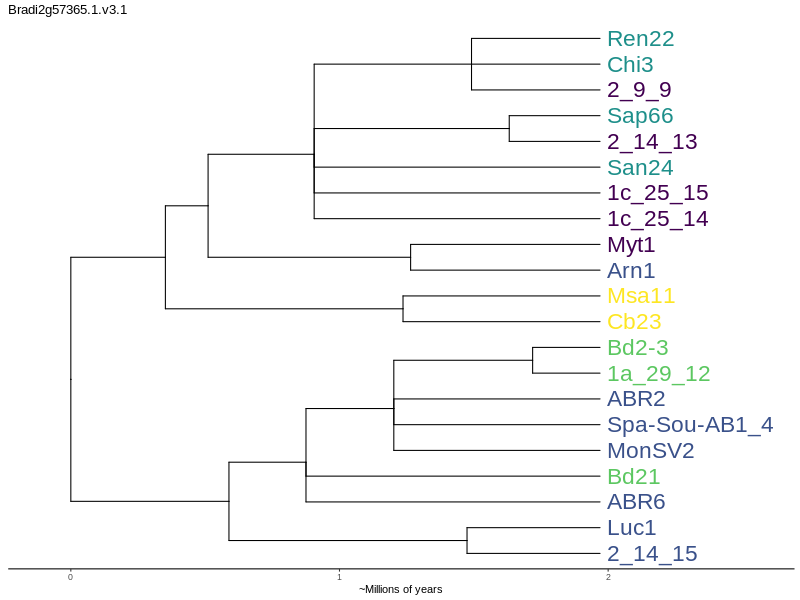 Bradi2g57365.1.v3.1
Ren22
Chi3
2_9_9
Sap66
2_14_13
San24
1c_25_15
1c_25_14
Myt1
Arn1
Msa11
Cb23
Bd2-3
1a_29_12
ABR2
Spa-Sou-AB1_4
MonSV2
Bd21
ABR6
Luc1
2_14_15
0 1 2
~Millions of years